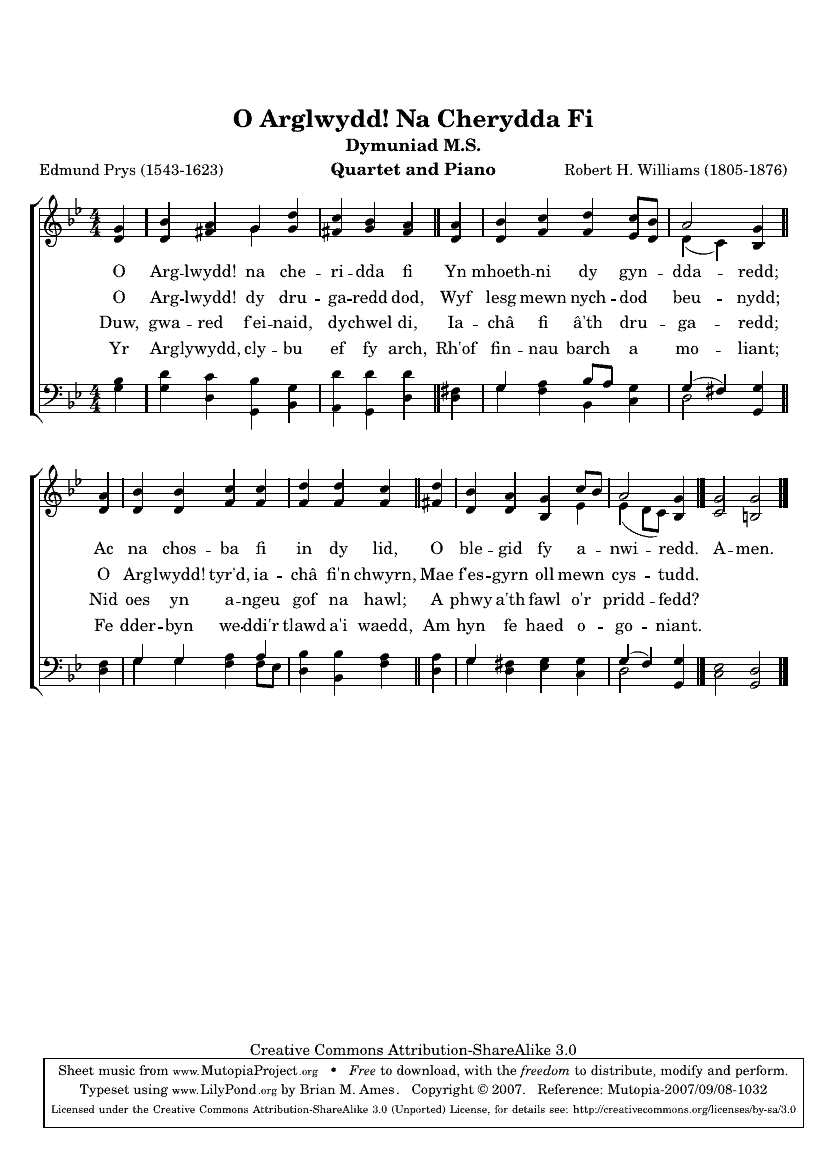 O Arglwydd! Na Cherydda Fi
Dymuniad M.S.
Edmund Prys (1543-1623) Quartet and Piano Robert H. Williams (1805-1876)
O Arg-lwydd! na che - ri - dda fi Yn mhoeth-ni dy gyn - dda - redd;
O Arg-lwydd! dy dru - ga-redd dod, Wyf lesg mewn nych - dod beu - nydd;
Duw, gwa - red f'ei-naid, dychwel di, Ia - châ fi â'th dru - ga - redd;
Yr Arglywydd, cly - bu ef fy arch, Rh'of fin - nau barch a mo - liant;
Ac na chos - ba fi in dy lid, O ble - gid fy a - nwi - redd. A - men.
O Arglwydd! tyr'd, ia - châ fi'n chwyrn, Mae f'es-gyrn oll mewn cys - tudd.
Nid oes yn a-ngeu gof na hawl; A phwy a'th fawl o'r pridd - fedd?
Fe dder-byn we-ddi'r tlawd a'i waedd, Am hyn fe haed o - go - niant.
Creative Commons Attribution-ShareAlike 3.0
Sheet music from www.MutopiaProject.org • Free to download, with the freedom to distribute, modify and perform.
Typeset using www.LilyPond.org by Brian M. Ames. Copyright © 2007. Reference: Mutopia-2007/09/08-1032
Licensed under the Creative Commons Attribution-ShareAlike 3.0 (Unported) License, for details see: http://creativecommons.org/licenses/by-sa/3.0